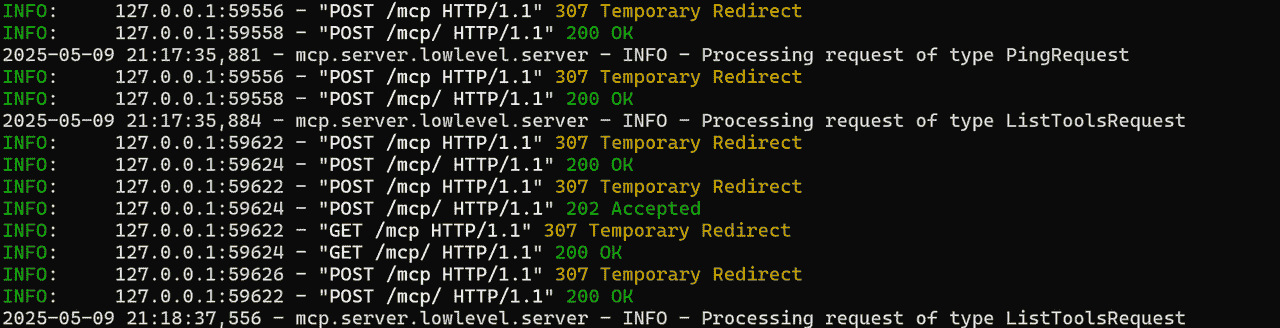 INFO:     127.0.0.1:59556 - "POST /mcp HTTP/1.1" 307 Temporary Redirect
INFO:     127.0.0.1:59558 - "POST /mcp/ HTTP/1.1" 200 OK
2025-05-09 21:17:35,881 - mcp.server.lowlevel.server - INFO - Processing request of type PingRequest
INFO:     127.0.0.1:59556 - "POST /mcp HTTP/1.1" 307 Temporary Redirect
INFO:     127.0.0.1:59558 - "POST /mcp/ HTTP/1.1" 200 OK
2025-05-09 21:17:35,884 - mcp.server.lowlevel.server - INFO - Processing request of type ListToolsRequest
INFO:     127.0.0.1:59622 - "POST /mcp HTTP/1.1" 307 Temporary Redirect
INFO:     127.0.0.1:59624 - "POST /mcp/ HTTP/1.1" 200 OK
INFO:     127.0.0.1:59622 - "POST /mcp HTTP/1.1" 307 Temporary Redirect
INFO:     127.0.0.1:59624 - "POST /mcp/ HTTP/1.1" 202 Accepted
INFO:     127.0.0.1:59622 - "GET /mcp HTTP/1.1" 307 Temporary Redirect
INFO:     127.0.0.1:59624 - "GET /mcp/ HTTP/1.1" 200 OK
INFO:     127.0.0.1:59626 - "POST /mcp HTTP/1.1" 307 Temporary Redirect
INFO:     127.0.0.1:59622 - "POST /mcp/ HTTP/1.1" 200 OK
2025-05-09 21:18:37,556 - mcp.server.lowlevel.server - INFO - Processing request of type ListToolsRequest